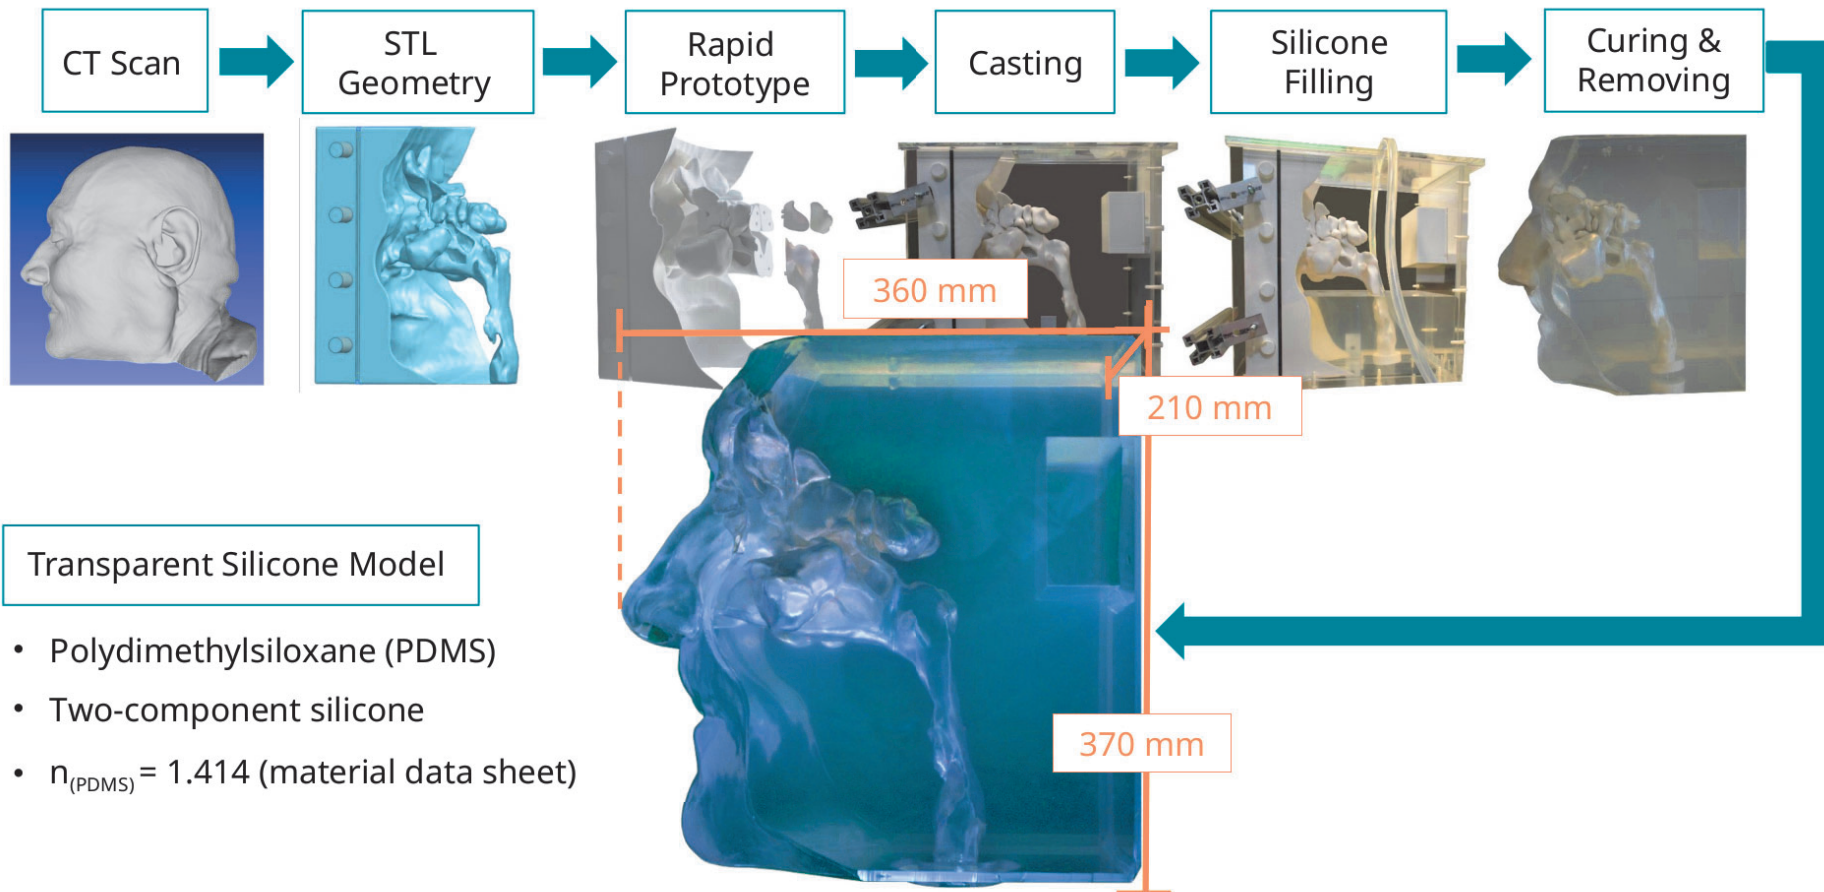 CT Scan
STL
Geometry
Rapid
Prototype
Casting
Silicone
Filling
Curing &
Removing
360 mm
210 mm
370 mm
Transparent Silicone Model
• Polydimethylsiloxane (PDMS)
• Two-component silicone
• n(PDMS) = 1.414 (material data sheet)